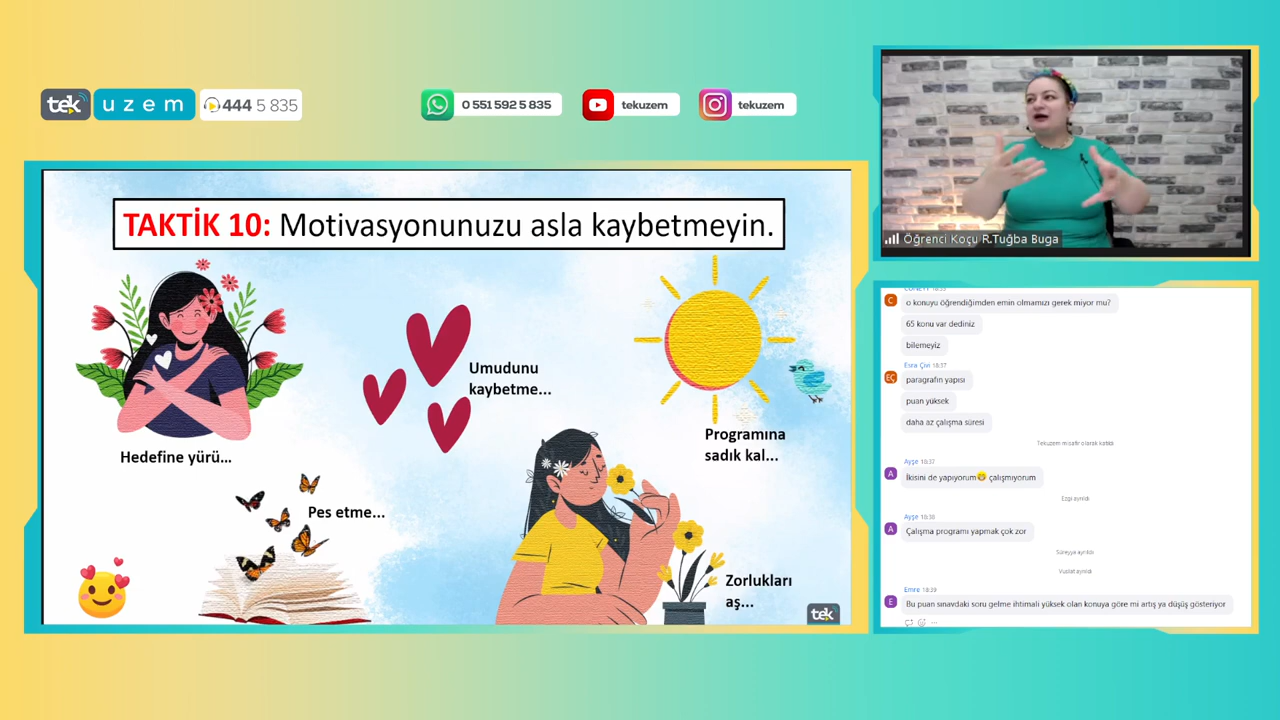 tek uzem 444 5 835
0 551 592 5 835
tekuzem
tekuzem
TAKTİK 10: Motivasyonunuzu asla kaybetmeyin.
Hedefine yürü...
Umudunu
kaybetme...
Programına
sadık kal...
Pes etme...
Zorlukları
aş...
tek
Öğrenci Koçu R.Tuğba Buga
C
o konuyu öğrendiğimden emin olmamızı gerek miyor mu?
65 konu var dediniz
bilemeyiz
Esra Çivi 18:37
EÇ
paragrafın yapısı
puan yüksek
daha az çalışma süresi
Tekuzem misafir olarak katıldı
Ayşe 18:37
A
İkisini de yapıyorum çalışmıyorum
Ezgi ayrıldı
Ayşe 18:38
A
Çalışma programı yapmak çok zor
Süreyya ayrıldı
Vuslat ayrıldı
Emre 18:39
E
Bu puan sınavdaki soru gelme ihtimali yüksek olan konuya göre mi artış ya düşüş gösteriyor